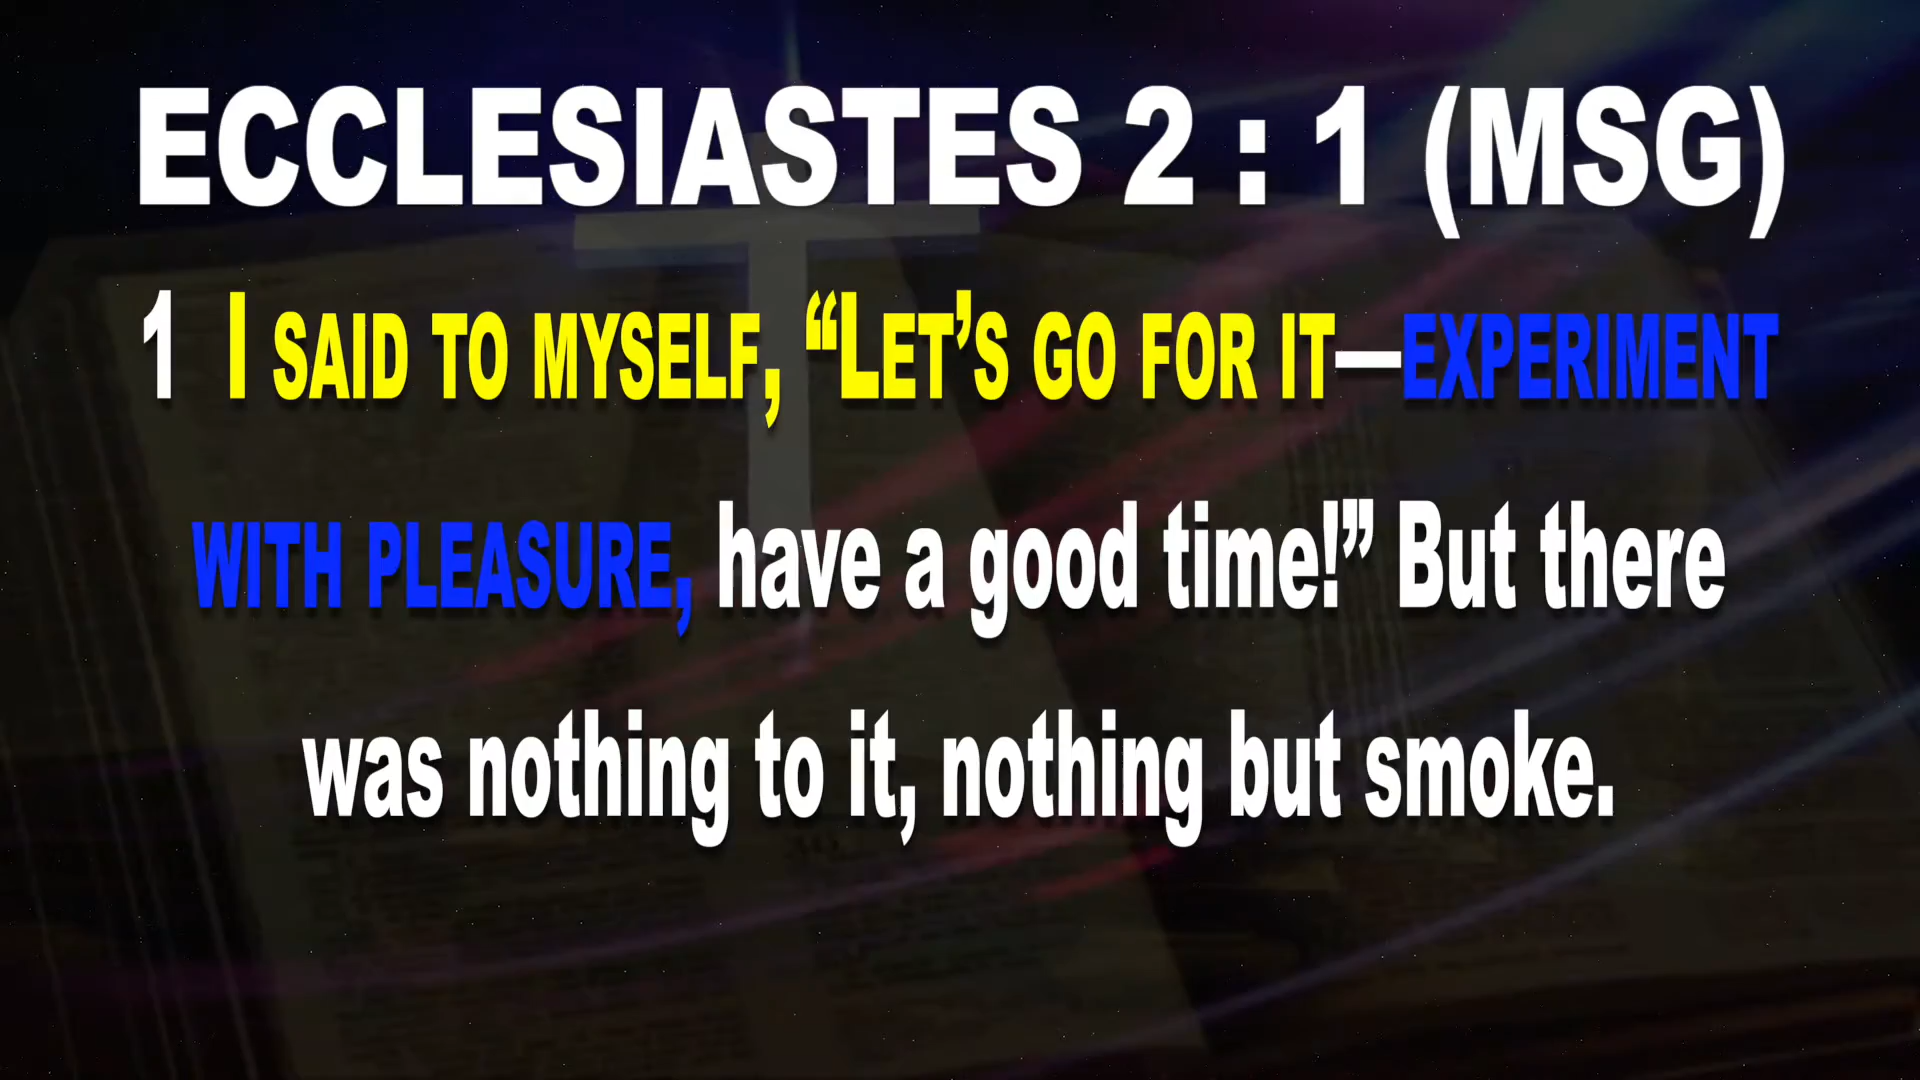 ECCLESIASTES 2 : 1 (MSG)
1 I SAID TO MYSELF, “LET’S GO FOR IT—EXPERIMENT
WITH PLEASURE, have a good time!” But there
was nothing to it, nothing but smoke.